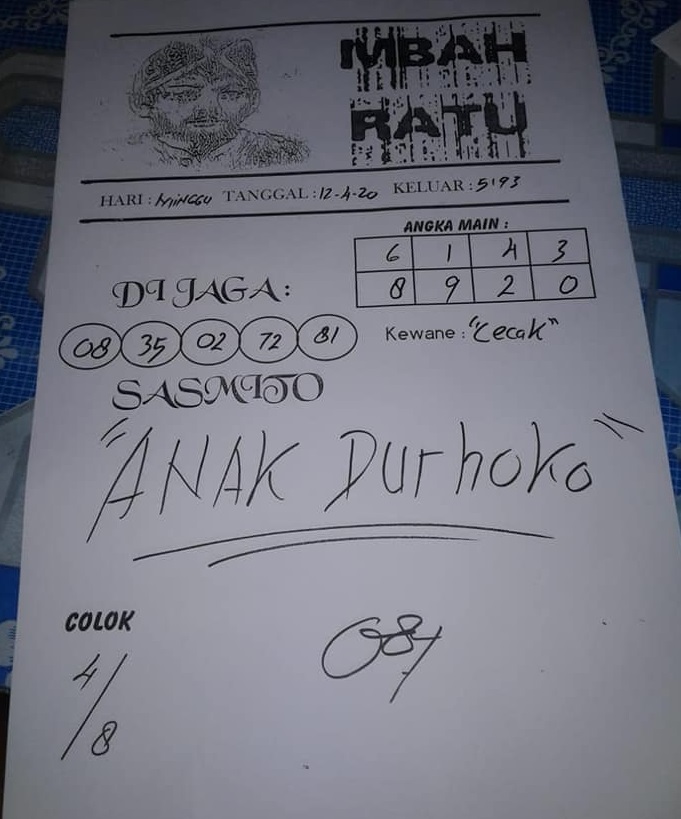 MBAH
RATU
HARI : MINGGU TANGGAL : 12-4-20 KELUAR : 5193
ANGKA MAIN :
6 1 4 3
8 9 2 0
DI JAGA :
08 35 02 72 81
Kewane : "Cecak"
SASMITO
"ANAK Durhoko"
COLOK
4/8